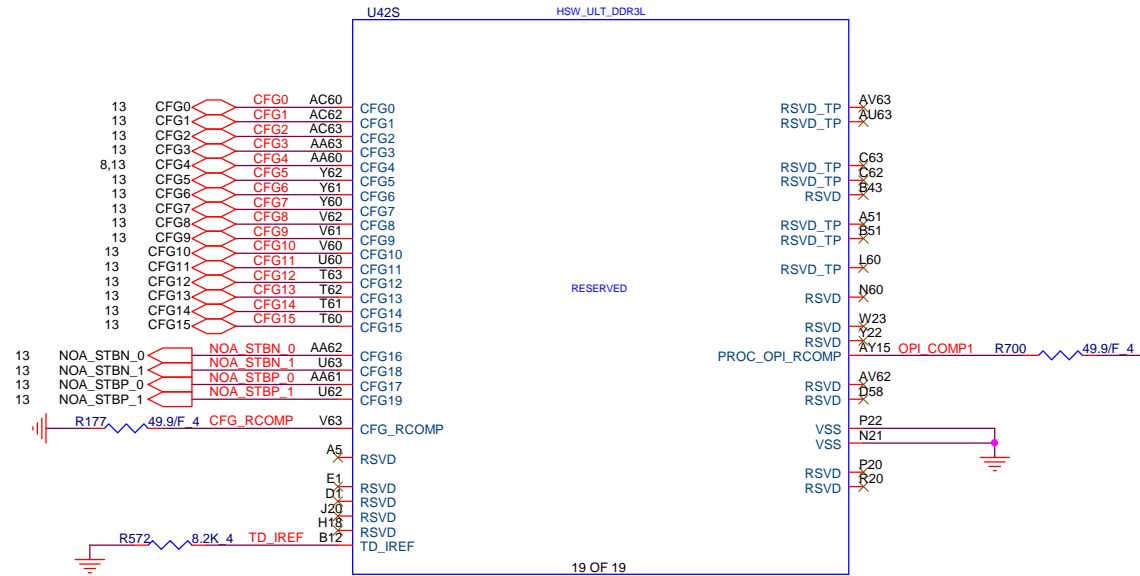 U42S HSW_ULT_DDR3L
13 CFG0 CFG0 AC60 CFG0 RSVD_TP AV63
13 CFG1 CFG1 AC62 CFG1 RSVD_TP AU63
13 CFG2 CFG2 AC63 CFG2
13 CFG3 CFG3 AA63 CFG3
8,13 CFG4 CFG4 AA60 CFG4 RSVD_TP C63
13 CFG5 CFG5 Y62 CFG5 RSVD_TP C62
13 CFG6 CFG6 Y61 CFG6 RSVD B43
13 CFG7 CFG7 Y60 CFG7
13 CFG8 CFG8 V62 CFG8 RSVD_TP A51
13 CFG9 CFG9 V61 CFG9 RSVD_TP B51
13 CFG10 CFG10 V60 CFG10
13 CFG11 CFG11 U60 CFG11 RSVD_TP L60
13 CFG12 CFG12 T63 CFG12
RESERVED
13 CFG13 CFG13 T62 CFG13 RSVD N60
13 CFG14 CFG14 T61 CFG14
13 CFG15 CFG15 T60 CFG15 RSVD W23
RSVD Y22
13 NOA_STBN_0 NOA_STBN_0 AA62 CFG16 PROC_OPI_RCOMP AY15 OPI_COMP1 R700 49.9/F_4
13 NOA_STBN_1 NOA_STBN_1 U63 CFG18
13 NOA_STBP_0 NOA_STBP_0 AA61 CFG17 RSVD AV62
13 NOA_STBP_1 NOA_STBP_1 U62 CFG19 RSVD D58
R177 49.9/F_4 CFG_RCOMP V63 CFG_RCOMP VSS P22
VSS N21
A5 RSVD
RSVD P20
E1 RSVD RSVD R20
D1 RSVD
J20 RSVD
H18 RSVD
R572 8.2K_4 TD_IREF B12 TD_IREF
19 OF 19